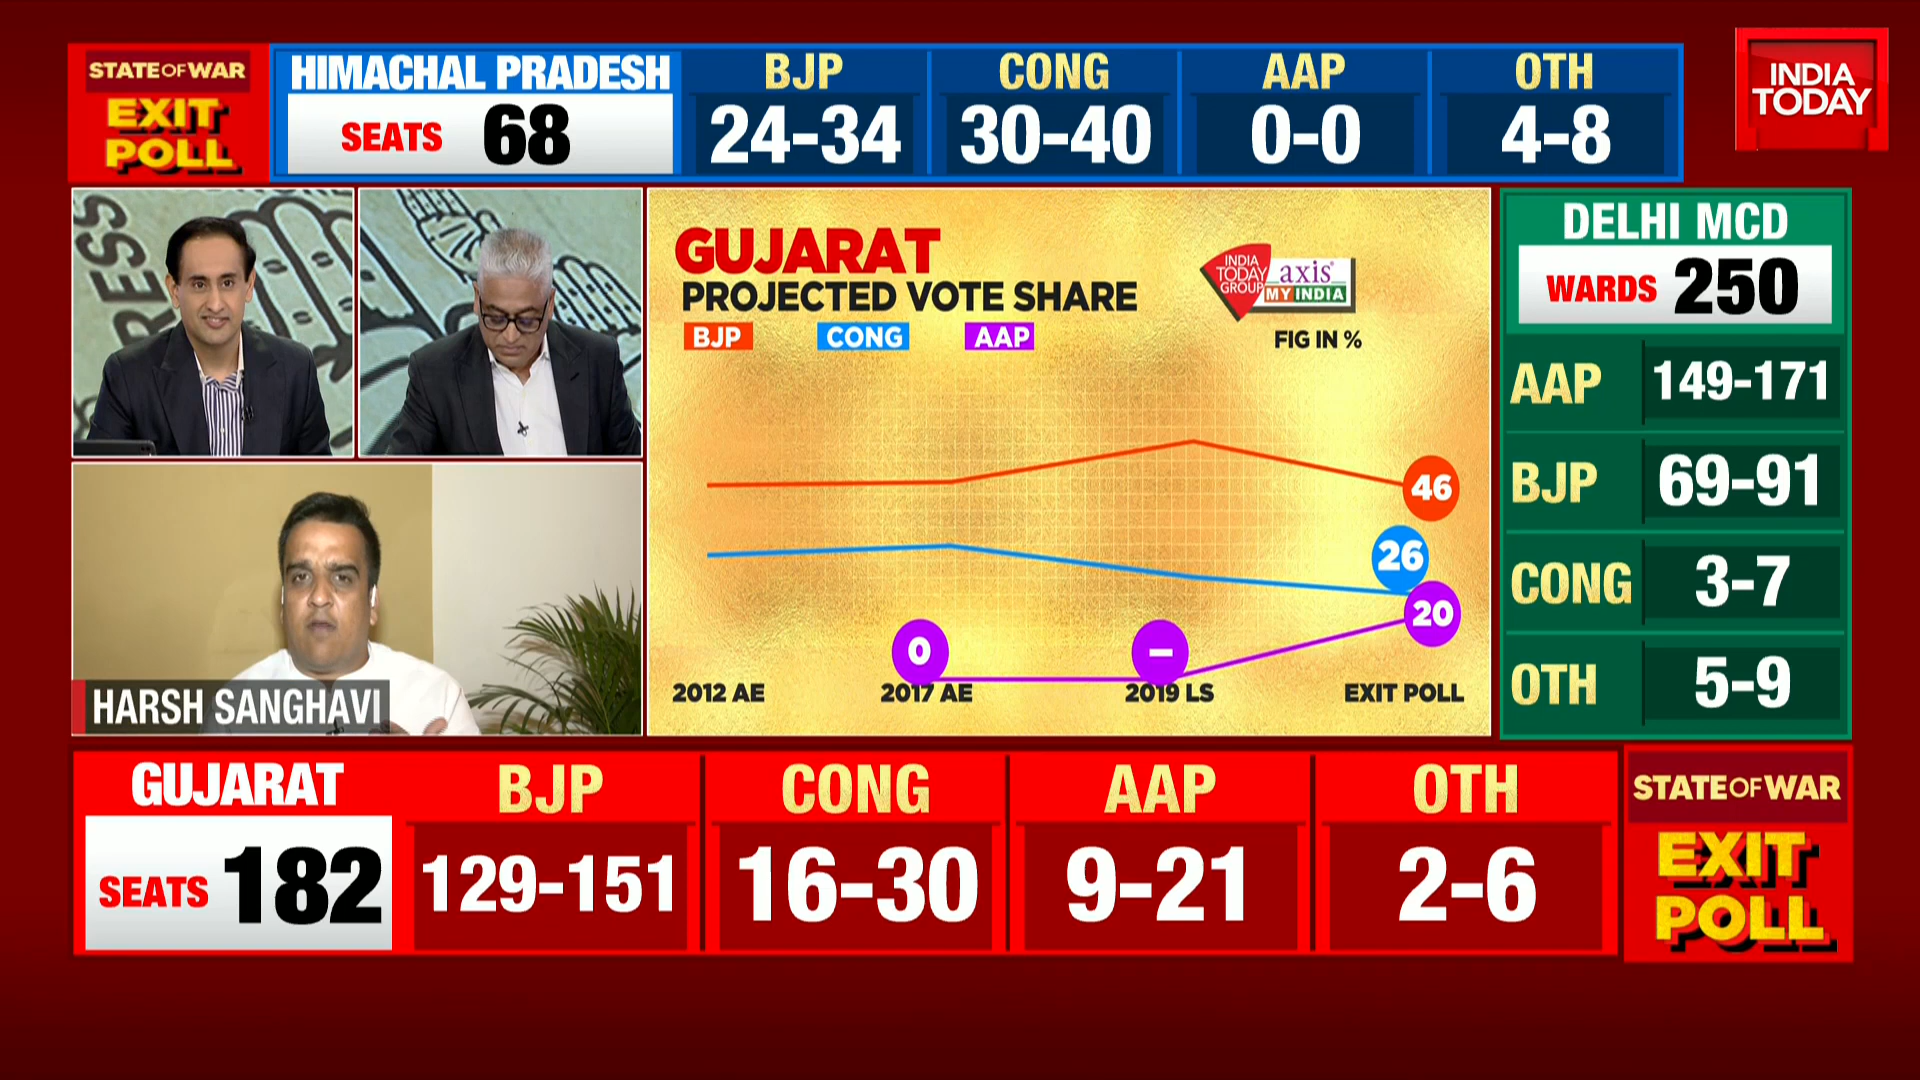 STATE OF WAR
EXIT
POLL
HIMACHAL PRADESH
SEATS 68
BJP
24-34
CONG
30-40
AAP
0-0
OTH
4-8
INDIA
TODAY
RESS
HARSH SANGHAVI
GUJARAT
PROJECTED VOTE SHARE
BJP CONG AAP
INDIA
TODAY
GROUP
axis
MY INDIA
FIG IN %
46
26
20
0
–
2012 AE 2017 AE 2019 LS EXIT POLL
DELHI MCD
WARDS 250
AAP 149-171
BJP 69-91
CONG 3-7
OTH 5-9
GUJARAT
SEATS 182
BJP
129-151
CONG
16-30
AAP
9-21
OTH
2-6
STATE OF WAR
EXIT
POLL